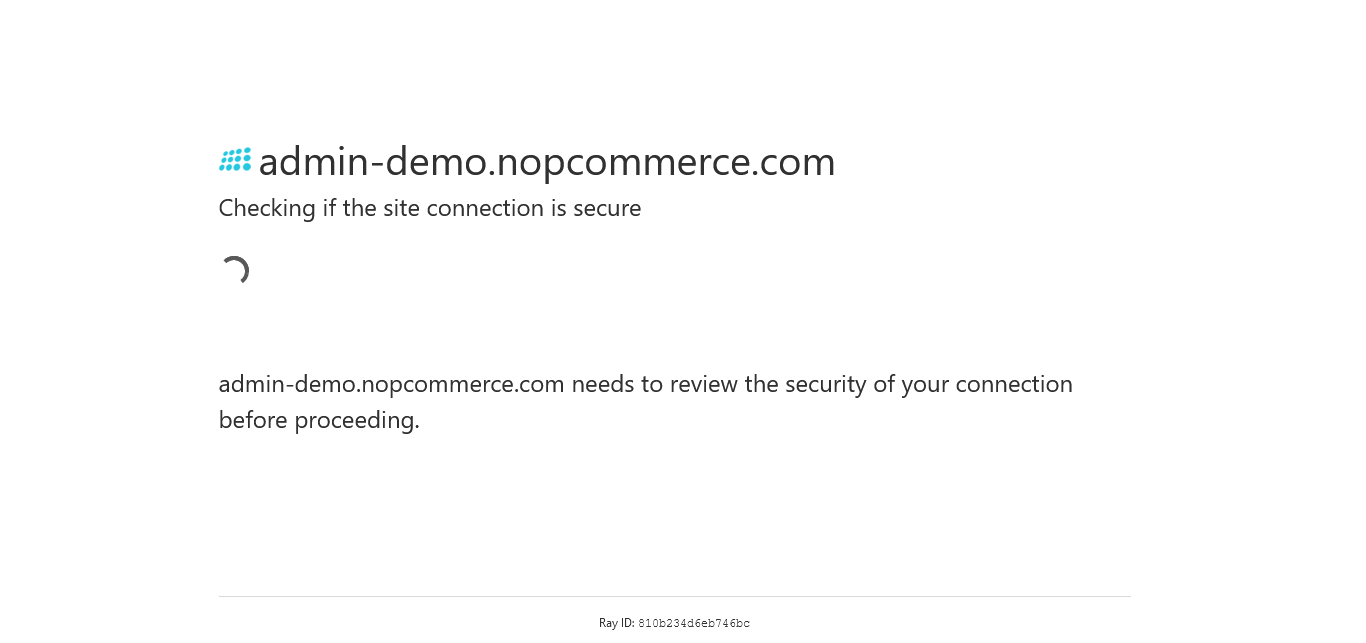 admin-demo.nopcommerce.com
Checking if the site connection is secure
admin-demo.nopcommerce.com needs to review the security of your connection
before proceeding.
Ray ID: 810b234d6eb746bc